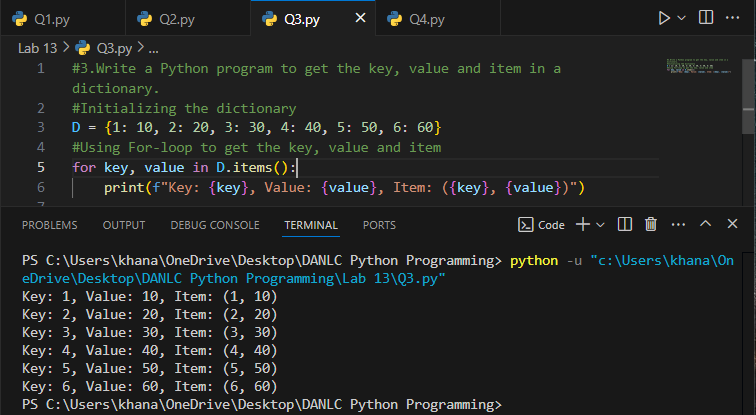 Q1.py Q2.py Q3.py × Q4.py
Lab 13 > Q3.py > ...
1 #3.Write a Python program to get the key, value and item in a
dictionary.
2 #Initializing the dictionary
3 D = {1: 10, 2: 20, 3: 30, 4: 40, 5: 50, 6: 60}
4 #Using For-loop to get the key, value and item
5 for key, value in D.items():
6 print(f"Key: {key}, Value: {value}, Item: ({key}, {value})")
PROBLEMS OUTPUT DEBUG CONSOLE TERMINAL PORTS Code
PS C:\Users\khana\OneDrive\Desktop\DANLC Python Programming> python -u "c:\Users\khana\On
eDrive\Desktop\DANLC Python Programming\Lab 13\Q3.py"
Key: 1, Value: 10, Item: (1, 10)
Key: 2, Value: 20, Item: (2, 20)
Key: 3, Value: 30, Item: (3, 30)
Key: 4, Value: 40, Item: (4, 40)
Key: 5, Value: 50, Item: (5, 50)
Key: 6, Value: 60, Item: (6, 60)
PS C:\Users\khana\OneDrive\Desktop\DANLC Python Programming>